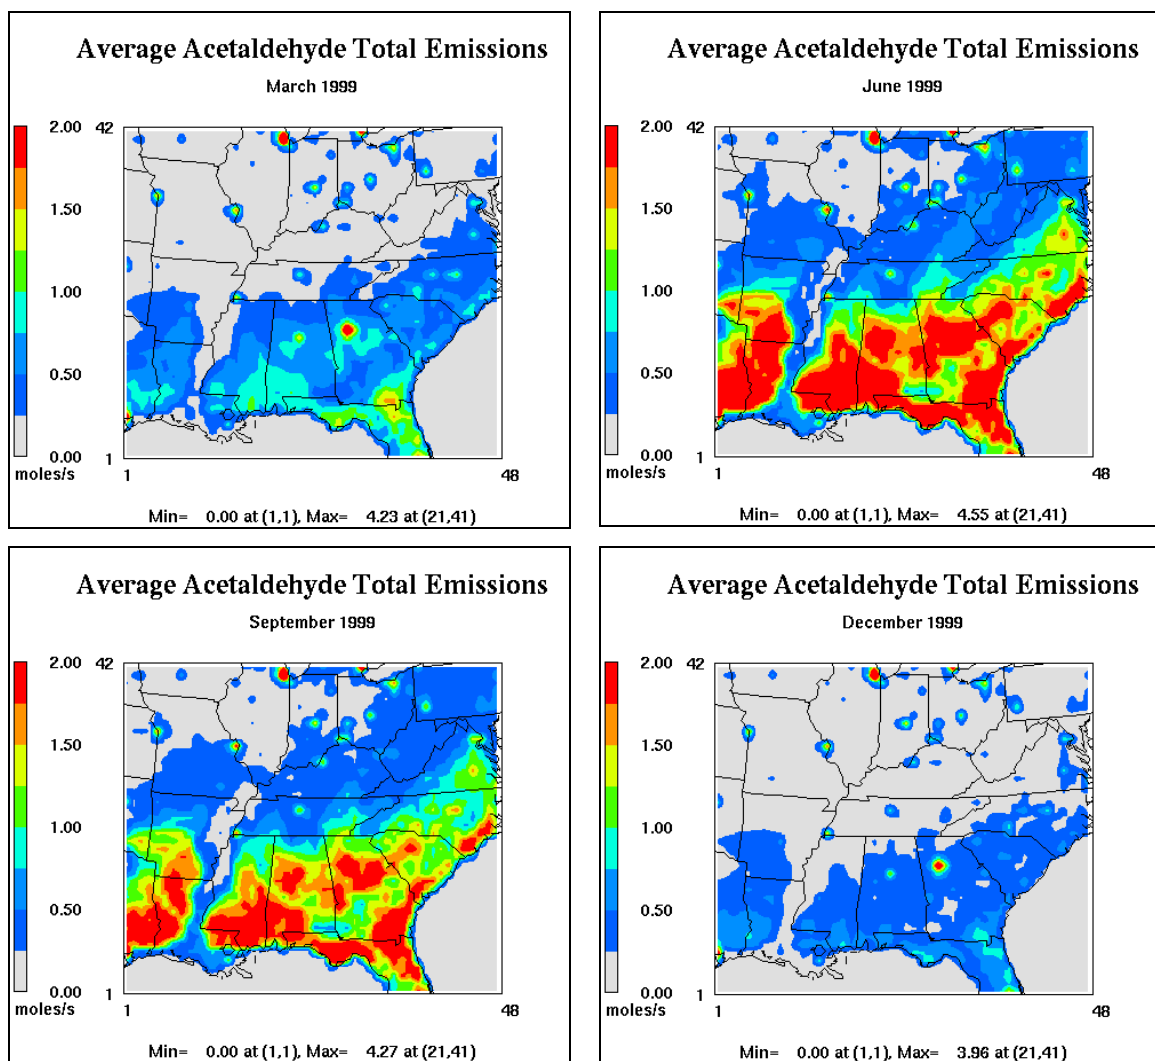 Average Acetaldehyde Total Emissions
March 1999
2.00
1.50
1.00
0.50
0.00
moles/s
42
1
1
48
Min= 0.00 at (1,1), Max= 4.23 at (21,41)
Average Acetaldehyde Total Emissions
June 1999
2.00
1.50
1.00
0.50
0.00
moles/s
42
1
1
48
Min= 0.00 at (1,1), Max= 4.55 at (21,41)
Average Acetaldehyde Total Emissions
September 1999
2.00
1.50
1.00
0.50
0.00
moles/s
42
1
1
48
Min= 0.00 at (1,1), Max= 4.27 at (21,41)
Average Acetaldehyde Total Emissions
December 1999
2.00
1.50
1.00
0.50
0.00
moles/s
42
1
1
48
Min= 0.00 at (1,1), Max= 3.96 at (21,41)